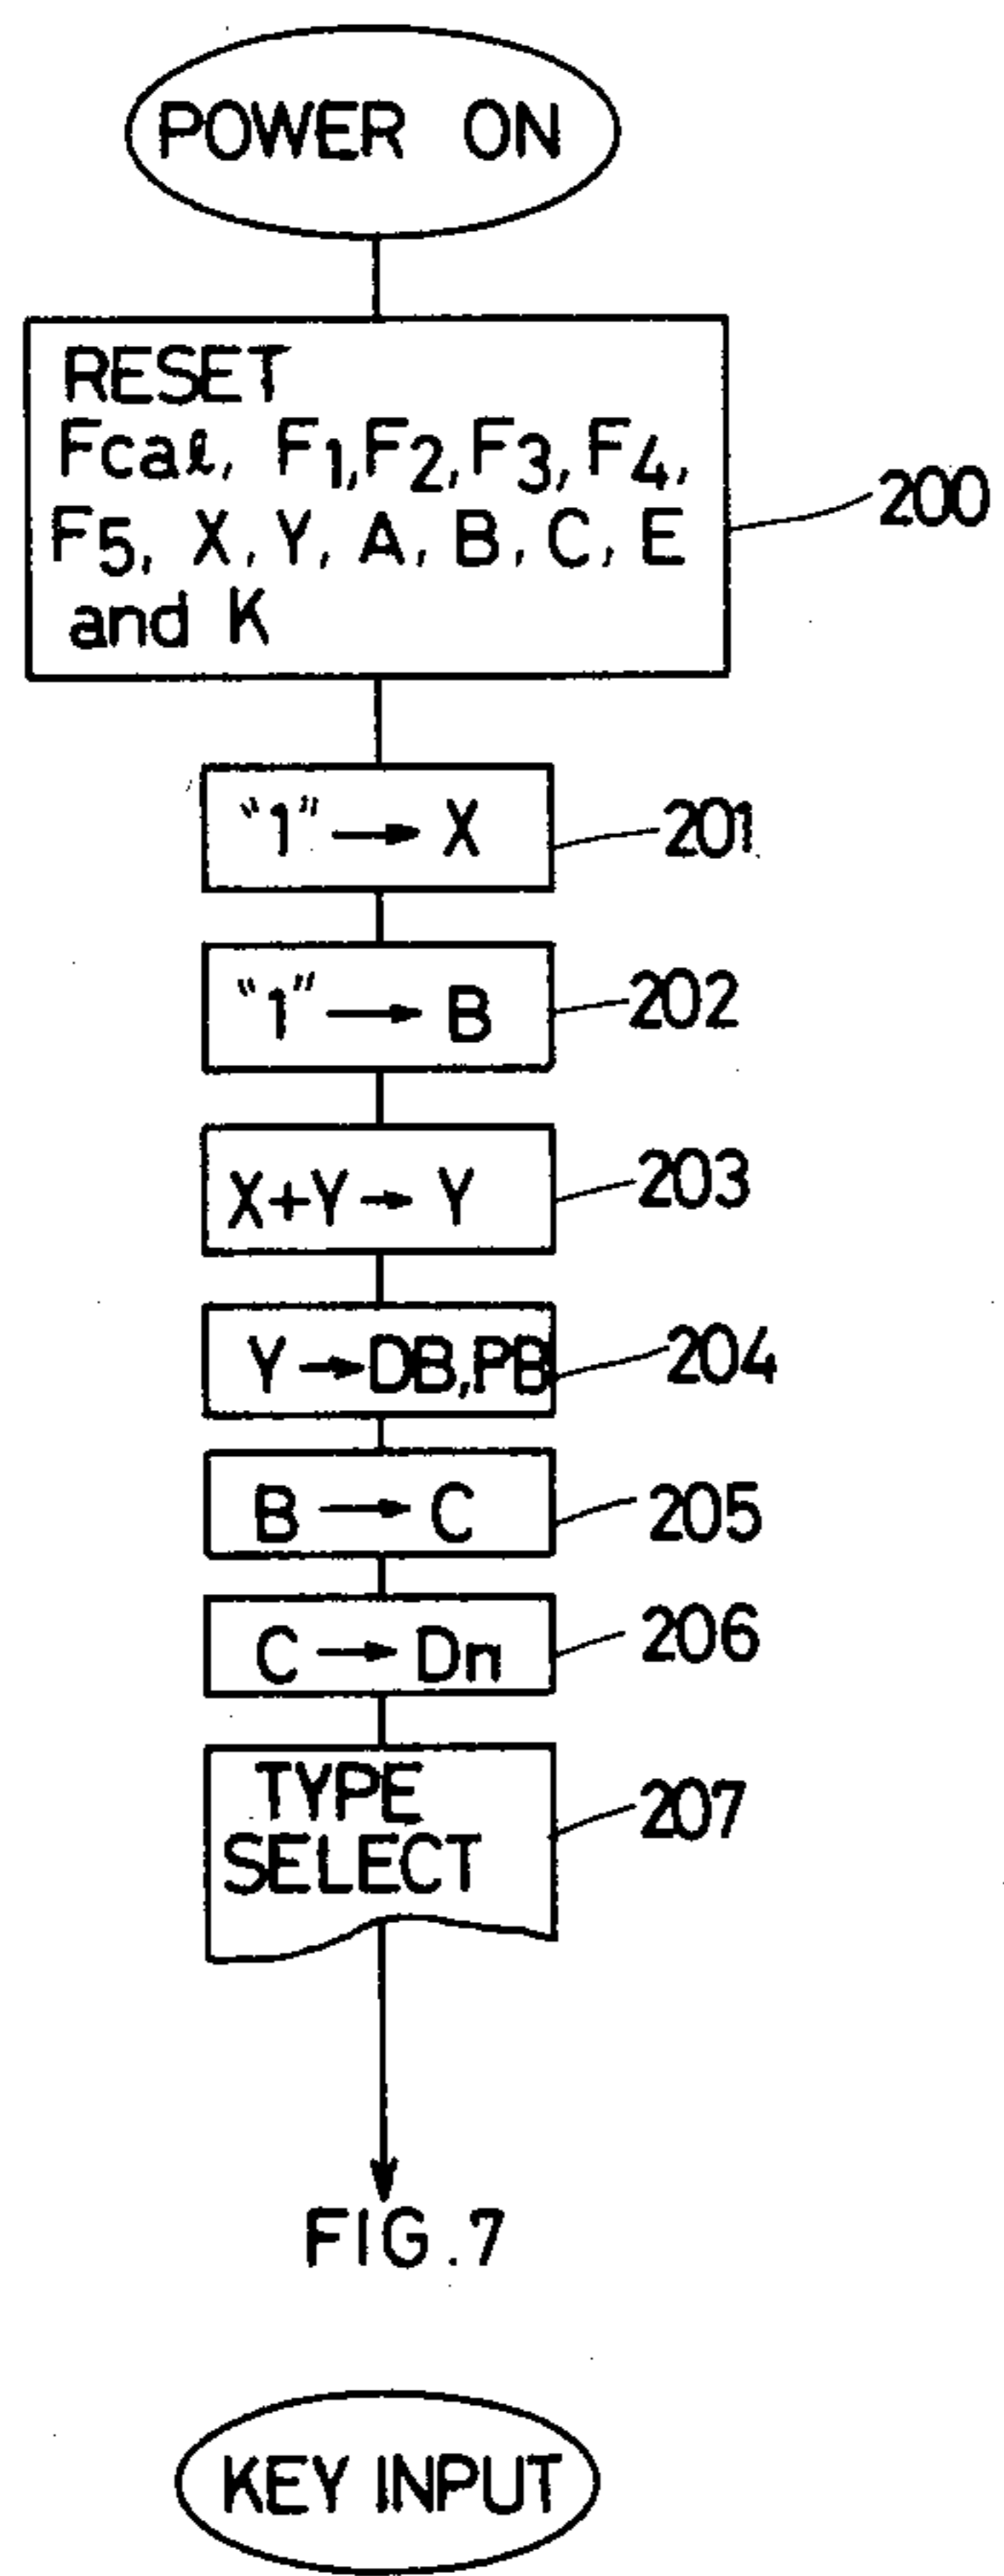 POWER ON
RESET
Fcal, F1, F2, F3, F4,
F5, X, Y, A, B, C, E
and K
200
"1" → X
201
"1" → B
202
X+Y → Y
203
Y → DB, PB
204
B → C
205
C → Dn
206
TYPE
SELECT
207
FIG. 7
KEY INPUT